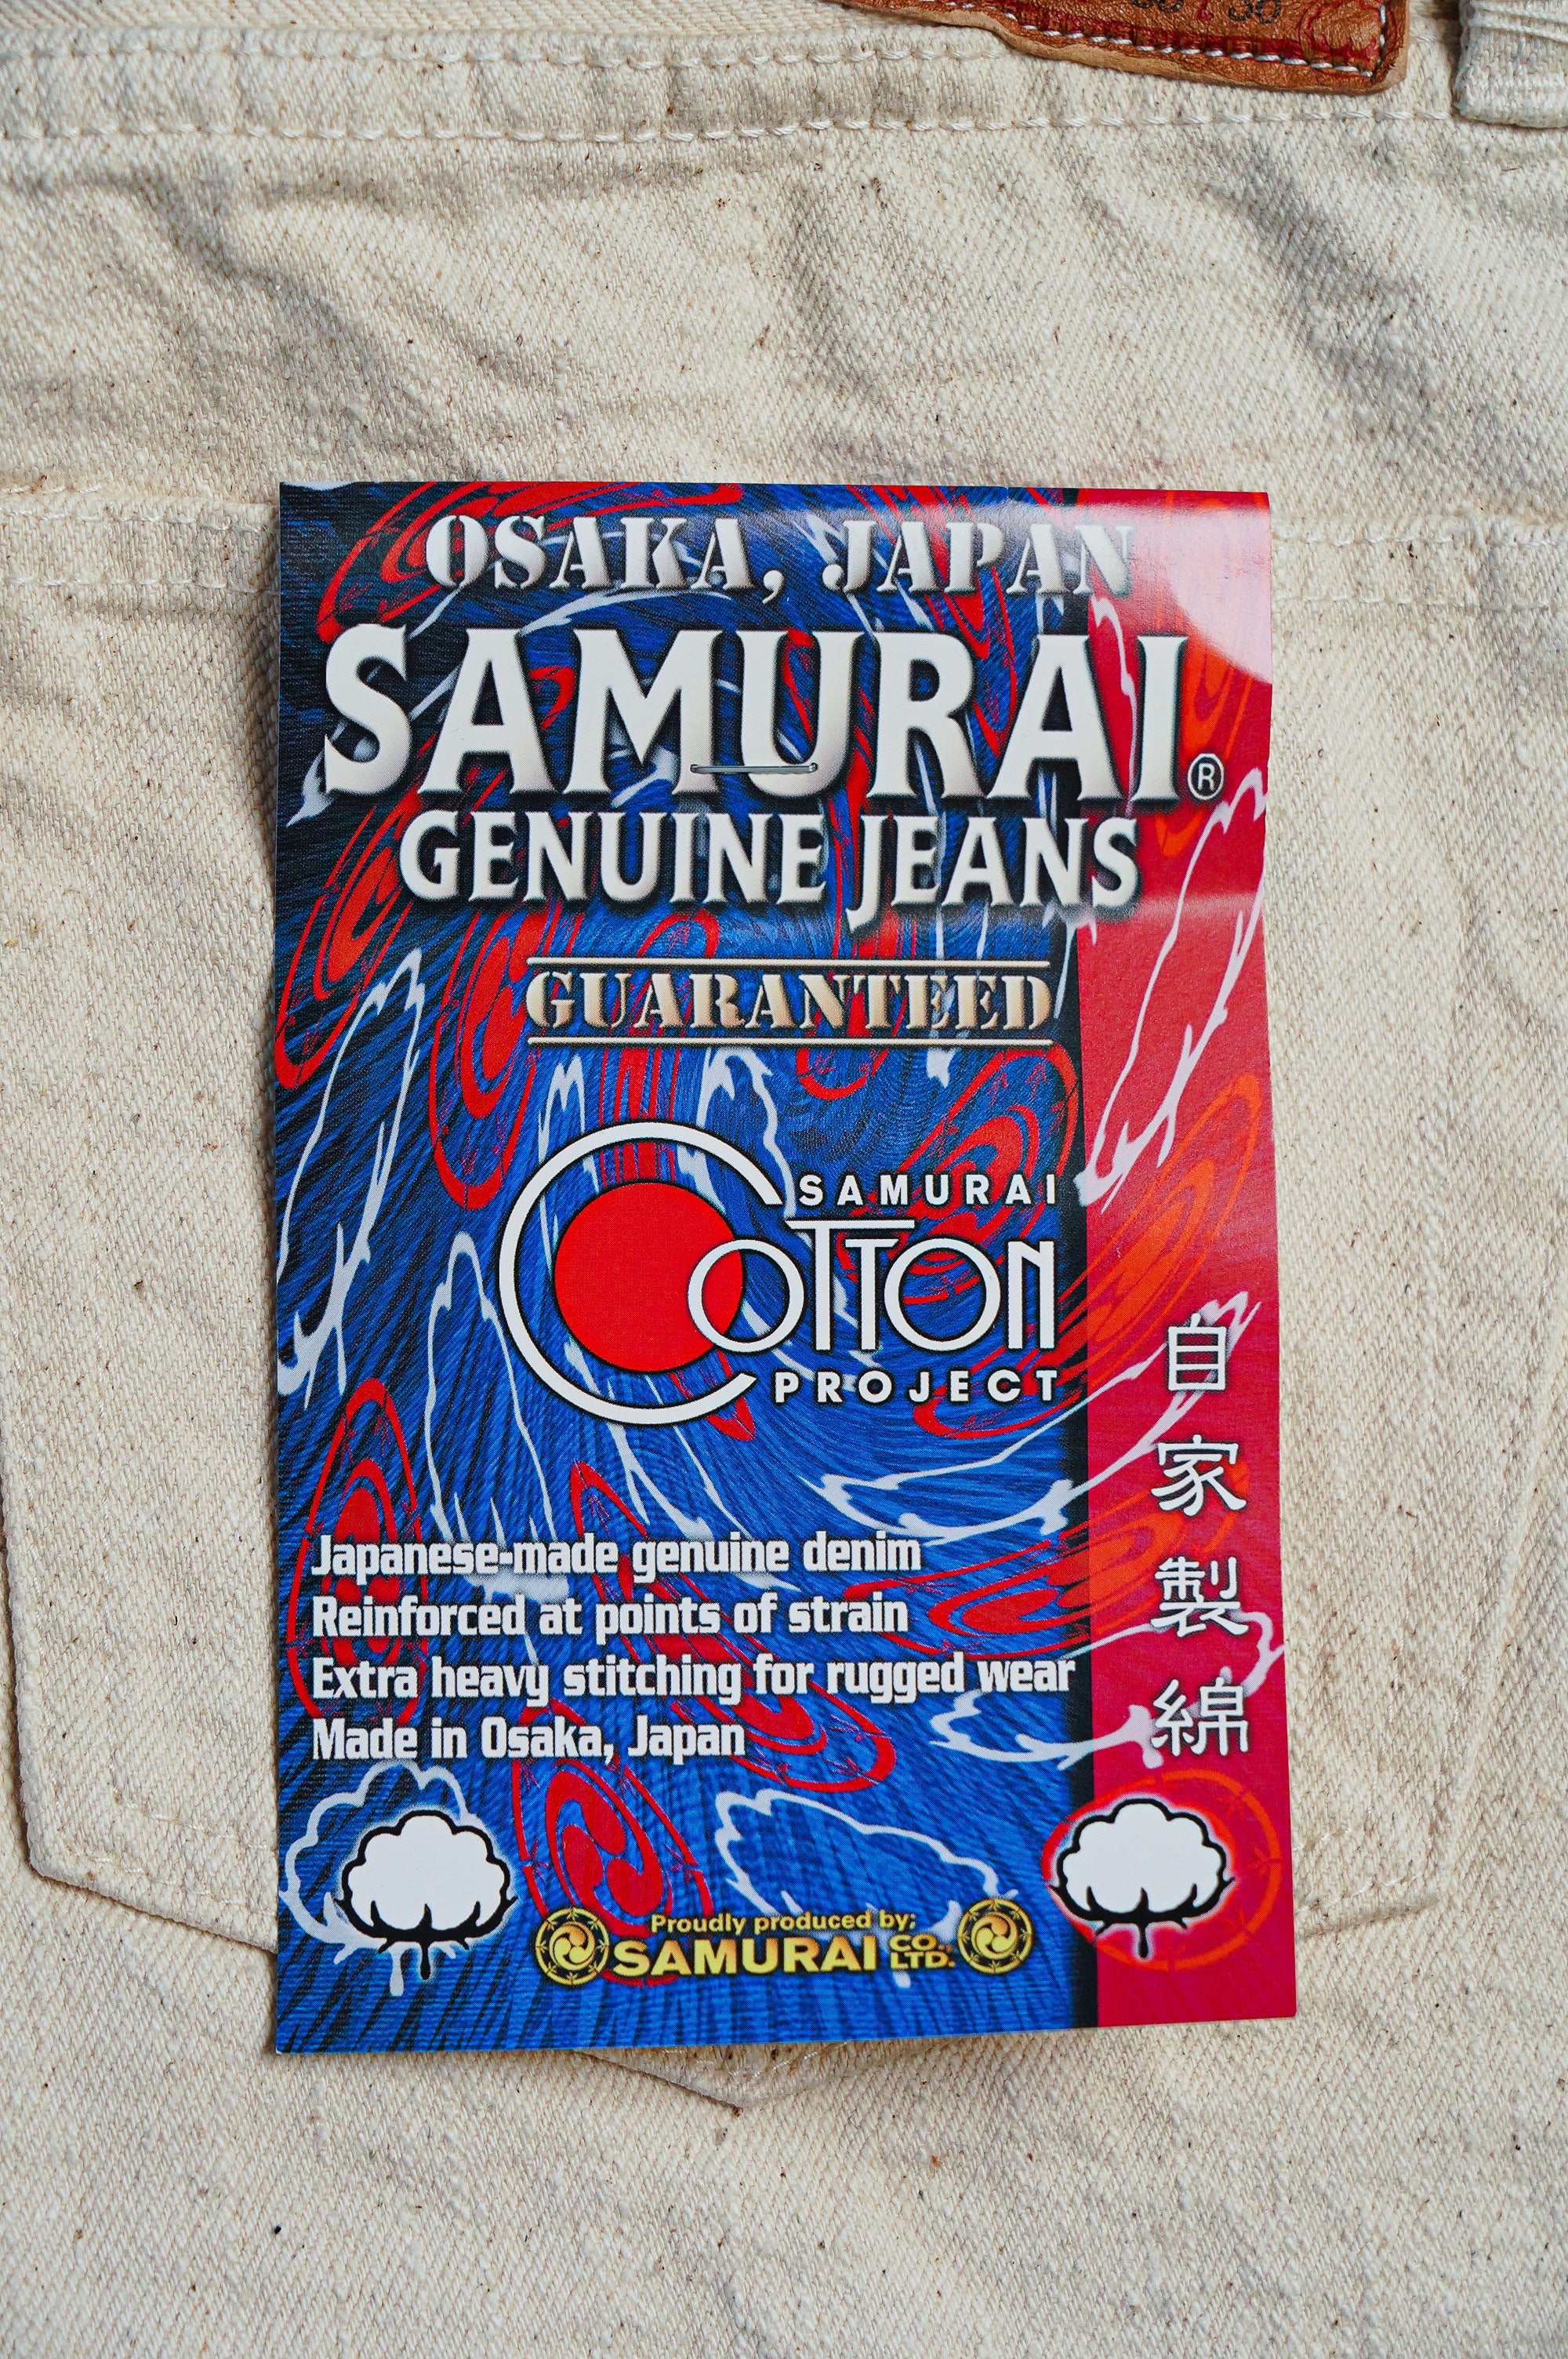 OSAKA, JAPAN
SAMURAI®
GENUINE JEANS
GUARANTEED
SAMURAI
COTTON
PROJECT
自家製綿
Japanese-made genuine denim
Reinforced at points of strain
Extra heavy stitching for rugged wear
Made in Osaka, Japan
Proudly produced by;
SAMURAI CO., LTD.